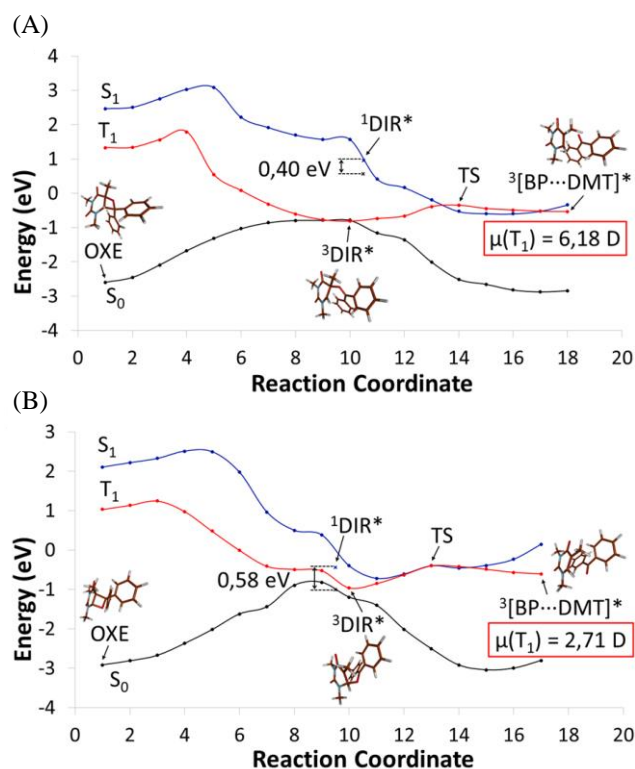 (A)
4
3
2
1
0
-1
-2
-3
-4
Energy (eV)
S₁
T₁
OXE
S₀
0,40 eV
¹DIR*
³DIR*
TS
³[BP···DMT]*
μ(T₁) = 6,18 D
0 2 4 6 8 10 12 14 16 18 20
Reaction Coordinate
(B)
4
3
2
1
0
-1
-2
-3
-4
Energy (eV)
S₁
T₁
OXE
S₀
0,58 eV
¹DIR*
³DIR*
TS
³[BP···DMT]*
μ(T₁) = 2,71 D
0 2 4 6 8 10 12 14 16 18 20
Reaction Coordinate